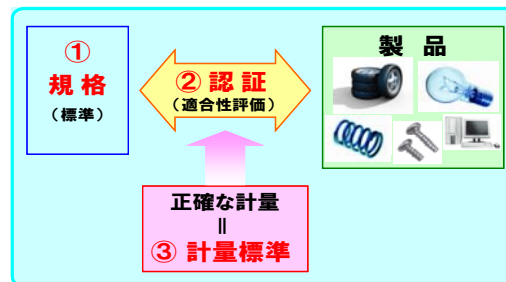 ①
規格
（標準）
② 認証
（適合性評価）
製品
正確な計量
॥
③ 計量標準